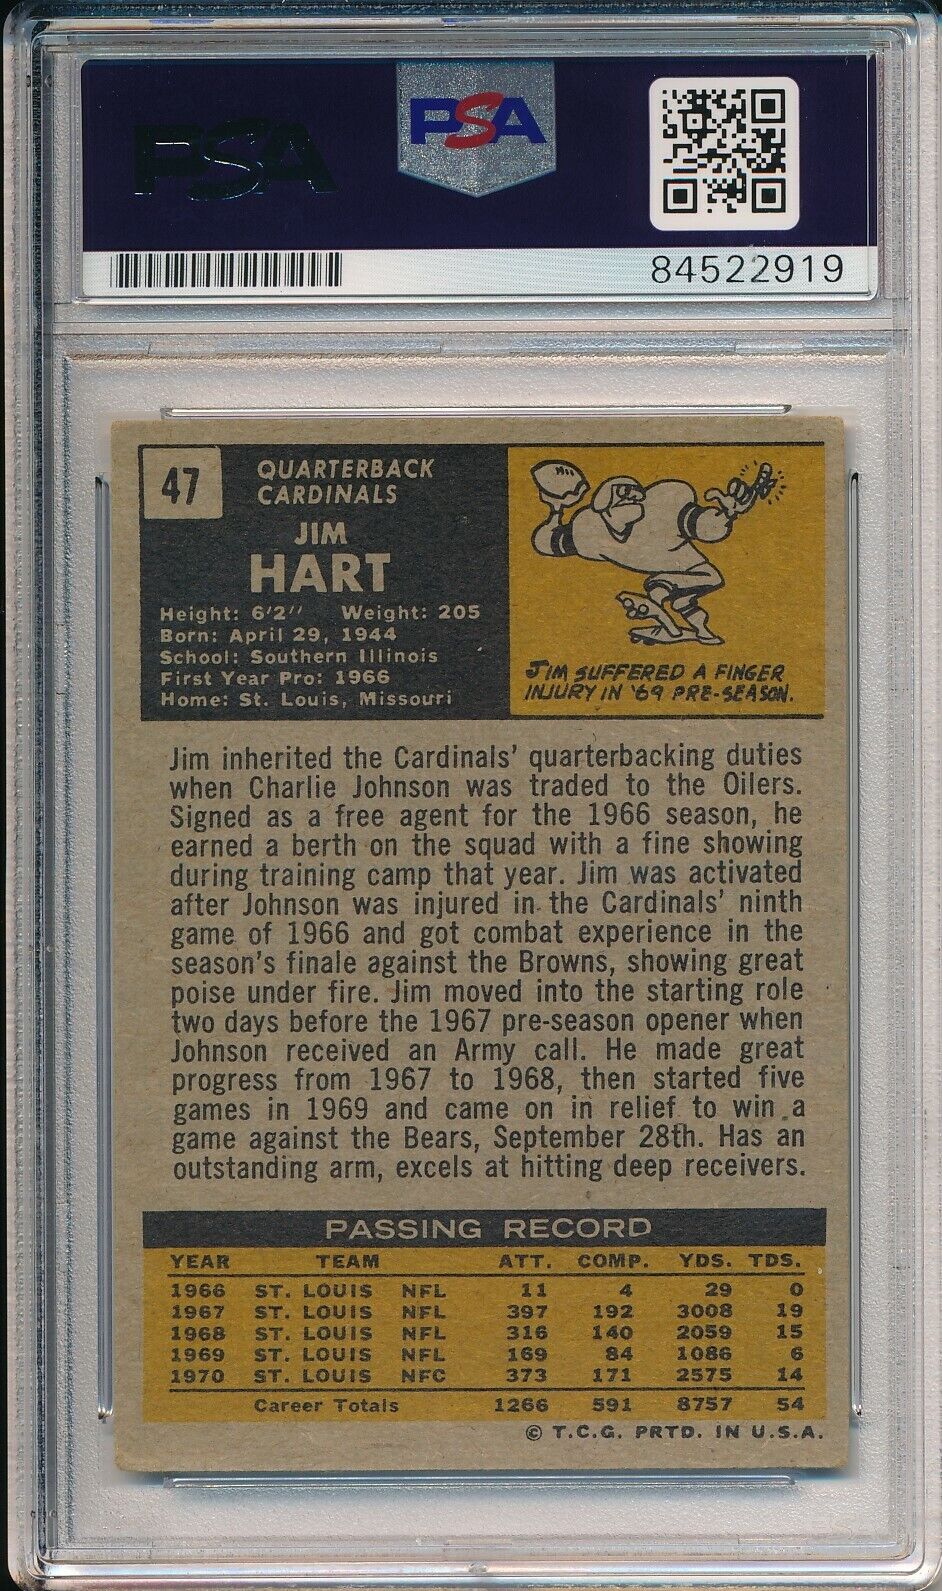 PSA PSA
84522919
47 QUARTERBACK
CARDINALS
JIM
HART
Height: 6'2'' Weight: 205
Born: April 29, 1944
School: Southern Illinois
First Year Pro: 1966
Home: St. Louis, Missouri
JIM SUFFERED A FINGER
INJURY IN '69 PRE-SEASON.
Jim inherited the Cardinals' quarterbacking duties
when Charlie Johnson was traded to the Oilers.
Signed as a free agent for the 1966 season, he
earned a berth on the squad with a fine showing
during training camp that year. Jim was activated
after Johnson was injured in the Cardinals' ninth
game of 1966 and got combat experience in the
season's finale against the Browns, showing great
poise under fire. Jim moved into the starting role
two days before the 1967 pre-season opener when
Johnson received an Army call. He made great
progress from 1967 to 1968, then started five
games in 1969 and came on in relief to win a
game against the Bears, September 28th. Has an
outstanding arm, excels at hitting deep receivers.
PASSING RECORD
YEAR TEAM ATT. COMP. YDS. TDS.
1966 ST. LOUIS NFL 11 4 29 0
1967 ST. LOUIS NFL 397 192 3008 19
1968 ST. LOUIS NFL 316 140 2059 15
1969 ST. LOUIS NFL 169 84 1086 6
1970 ST. LOUIS NFC 373 171 2575 14
Career Totals 1266 591 8757 54
© T.C.G. PRTD. IN U.S.A.